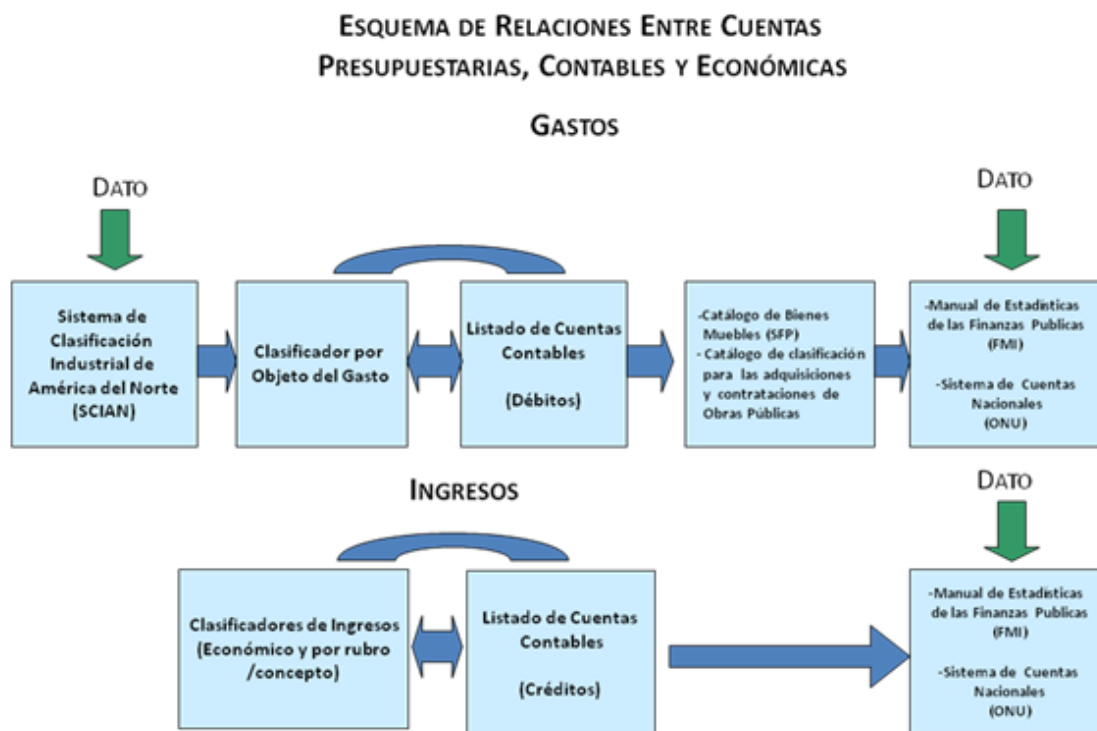 ESQUEMA DE RELACIONES ENTRE CUENTAS
PRESUPUESTARIAS, CONTABLES Y ECONÓMICAS
GASTOS
DATO
DATO
Sistema de
Clasificación
Industrial de
América del Norte
(SCIAN)
Clasificador por
Objeto del Gasto
Listado de Cuentas
Contables
(Débitos)
-Catálogo de Bienes
Muebles (SFP)
- Catálogo de clasificación
para las adquisiciones
y contrataciones de
Obras Públicas
-Manual de Estadísticas
de las Finanzas Publicas
(FMI)
-Sistema de Cuentas
Nacionales
(ONU)
INGRESOS
DATO
Clasificadores de Ingresos
(Económico y por rubro
/concepto)
Listado de Cuentas
Contables
(Créditos)
-Manual de Estadísticas
de las Finanzas Publicas
(FMI)
-Sistema de Cuentas
Nacionales
(ONU)